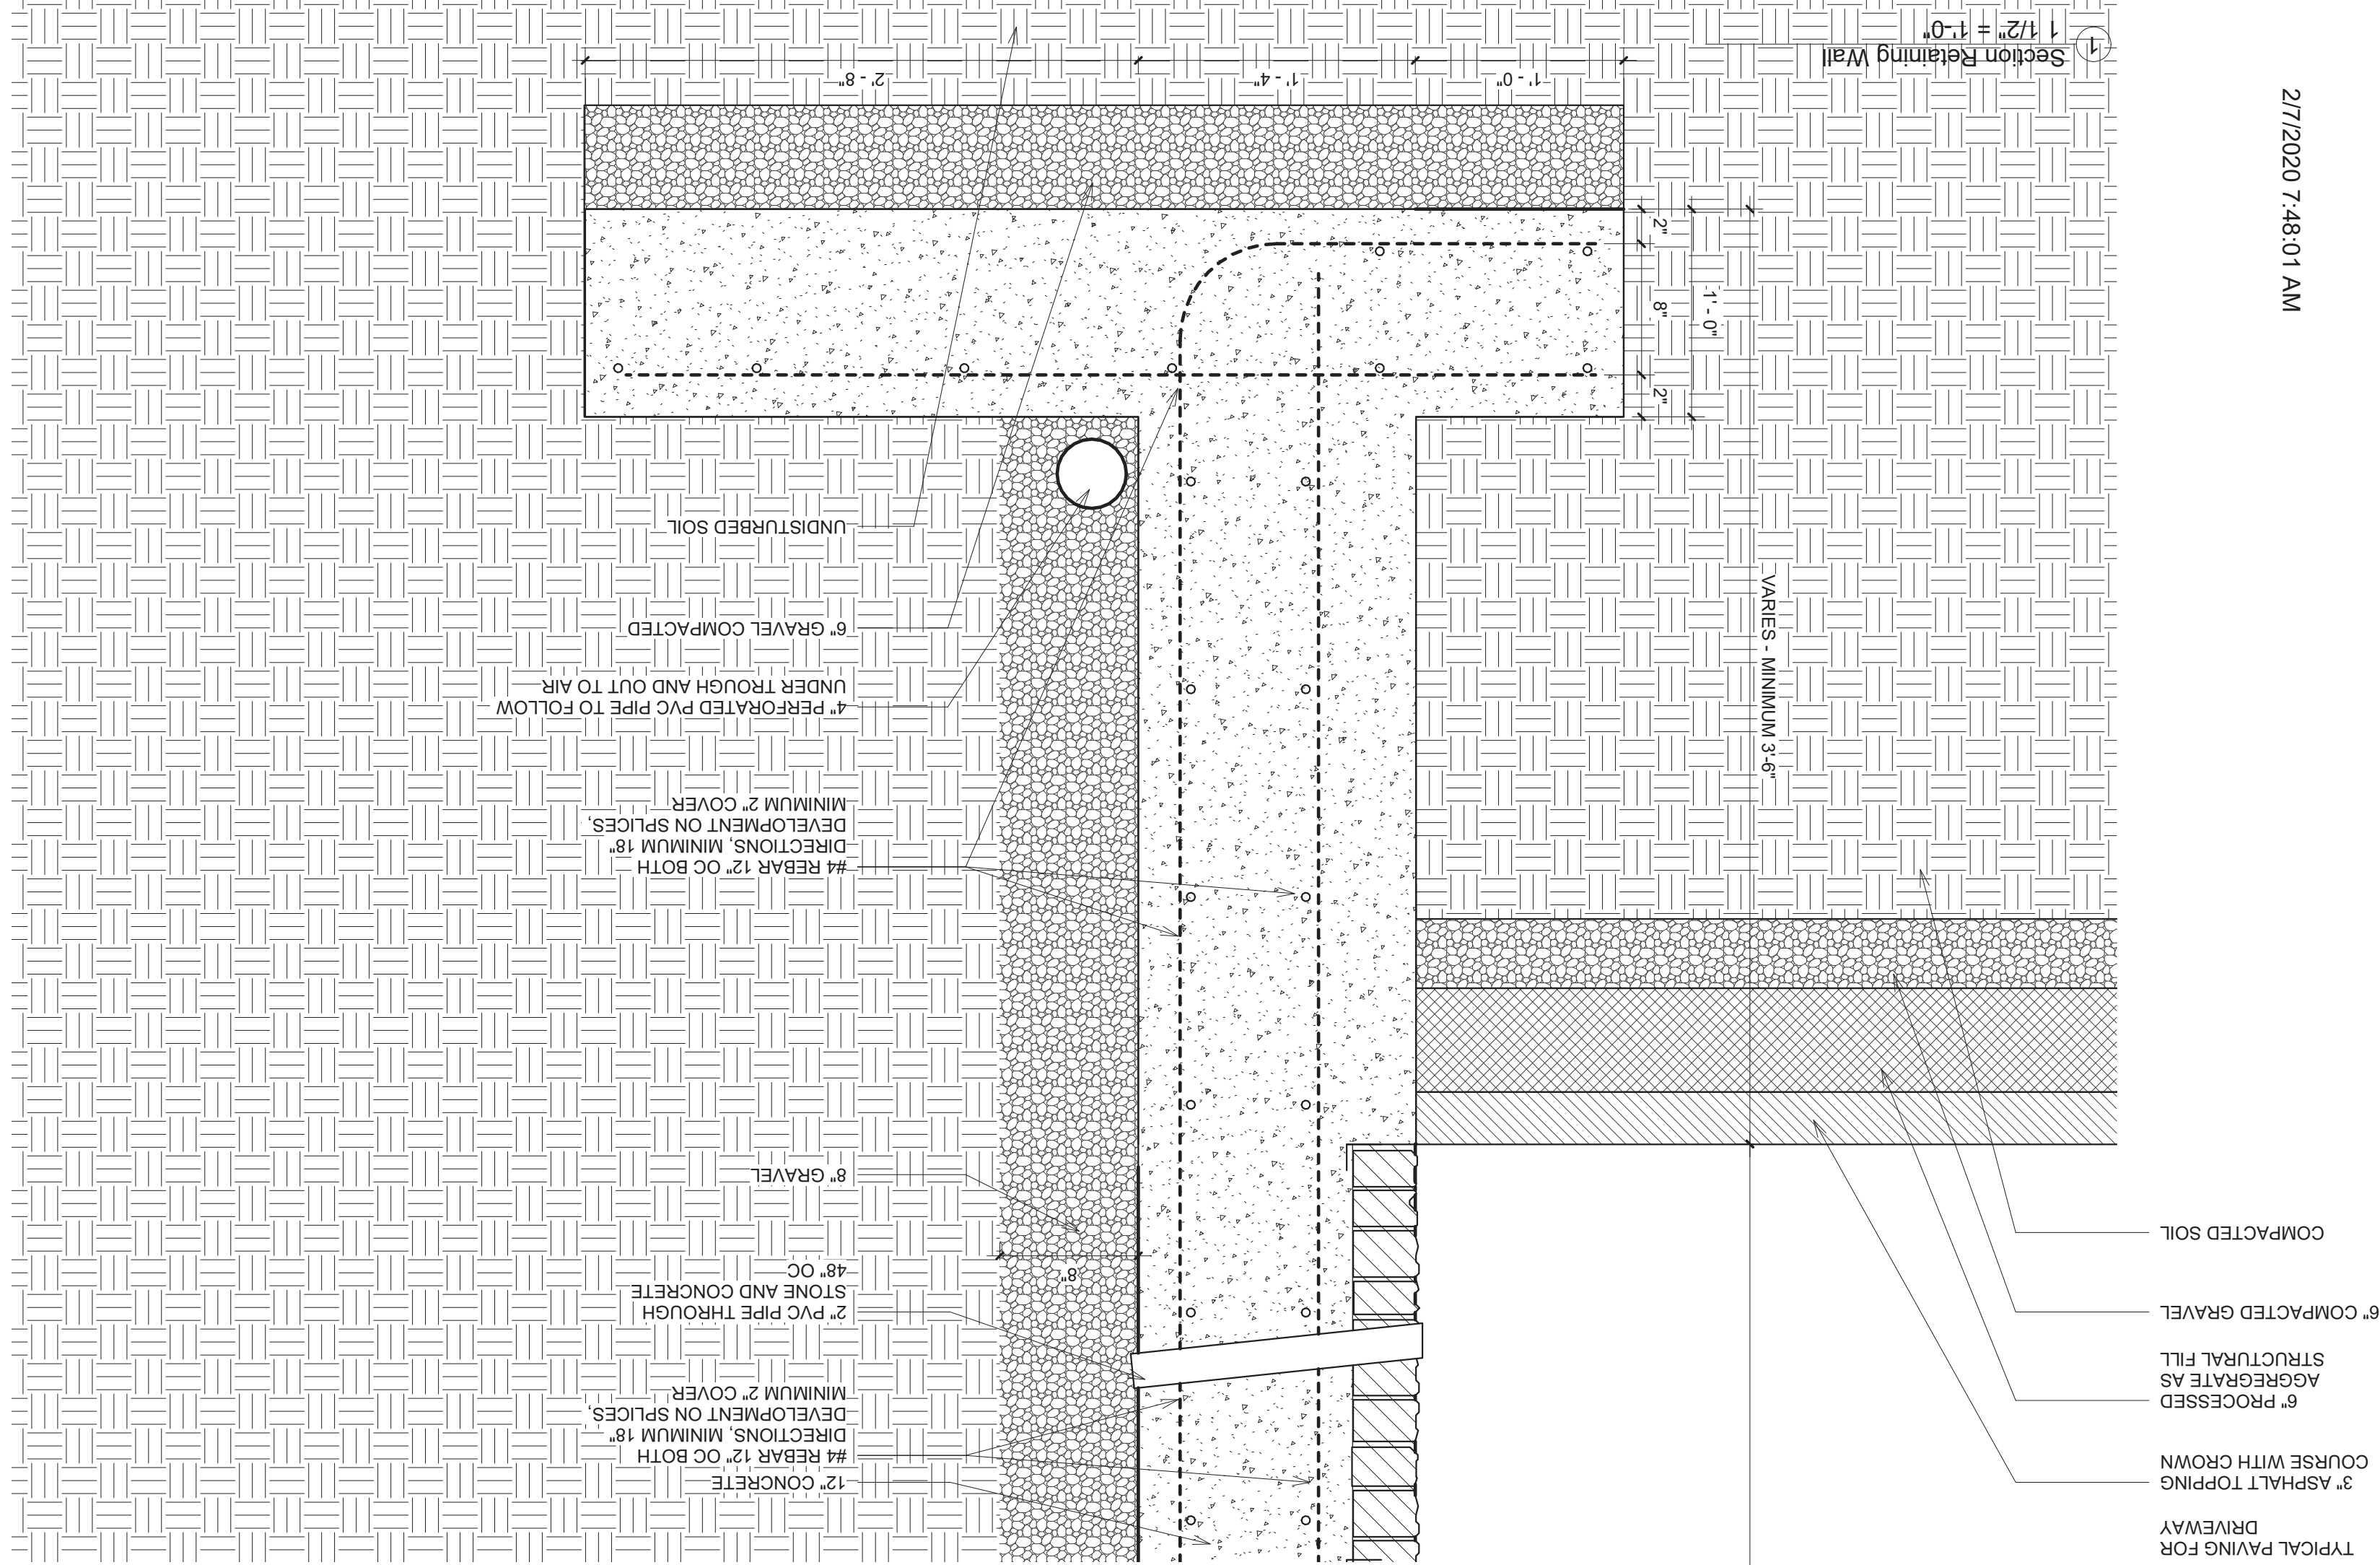 TYPICAL PAVING FOR
DRIVEWAY
3" ASPHALT TOPPING
COURSE WITH CROWN
6" PROCESSED
AGGREGRATE AS
STRUCTURAL FILL
6" COMPACTED GRAVEL
COMPACTED SOIL
12" CONCRETE
#4 REBAR 12" OC BOTH
DIRECTIONS, MINIMUM 18"
DEVELOPMENT ON SPLICES,
MINIMUM 2" COVER
2" PVC PIPE THROUGH
STONE AND CONCRETE
48" OC
8"
8" GRAVEL
#4 REBAR 12" OC BOTH
DIRECTIONS, MINIMUM 18"
DEVELOPMENT ON SPLICES,
MINIMUM 2" COVER
4" PERFORATED PVC PIPE TO FOLLOW
UNDER TROUGH AND OUT TO AIR
6" GRAVEL COMPACTED
UNDISTURBED SOIL
VARIES - MINIMUM 3'-6"
2"
8"
2"
1' - 0"
1' - 0"
1' - 4"
2' - 8"
1
Section Retaining Wall
1 1/2" = 1'-0"
2/7/2020 7:48:01 AM